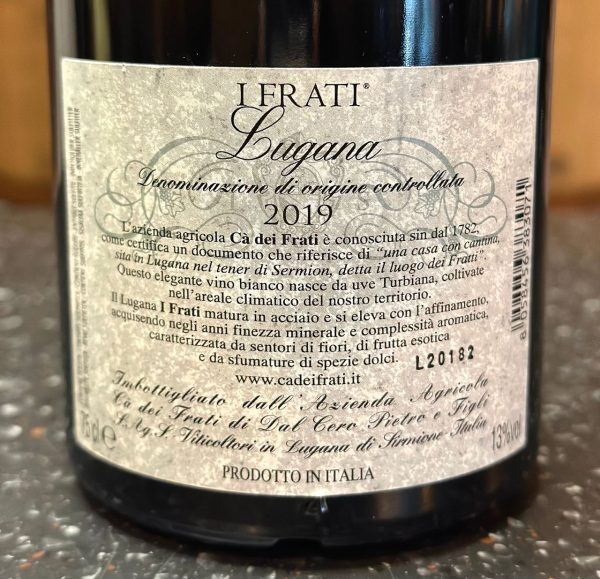 I FRATI®
Lugana
Denominazione di origine controllata
2019
L'azienda agricola Cà dei Frati è conosciuta sin dal 1782,
come certifica un documento che riferisce di "una casa con cantina,
sita in Lugana nel tener di Sermion, detta il luogo dei Fratti".
Questo elegante vino bianco nasce da uve Turbiana, coltivate
nell'areale climatico del nostro territorio.
Il Lugana I Frati matura in acciaio e si eleva con l'affinamento,
acquisendo negli anni finezza minerale e complessità aromatica,
caratterizzata da sentori di fiori, di frutta esotica
e da sfumature di spezie dolci.
L20182
www.cadeifrati.it
Imbottigliato dall'Azienda Agricola
Cà dei Frati di Dal Cero Pietro e Figli
S.Ag.S. Viticoltori in Lugana di Sirmione Italia
cl e
13%vol
PRODOTTO IN ITALIA